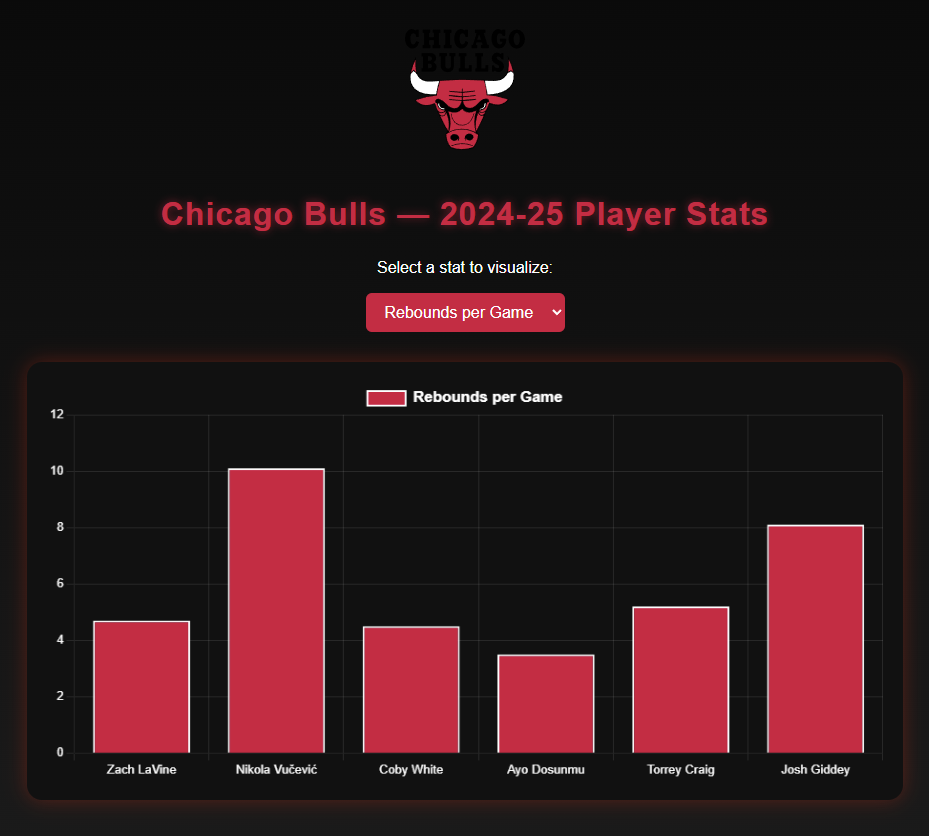 CHICAGO
BULLS
Chicago Bulls — 2024-25 Player Stats
Select a stat to visualize:
Rebounds per Game
Rebounds per Game
12
10
8
6
4
2
0
Zach LaVine Nikola Vučević Coby White Ayo Dosunmu Torrey Craig Josh Giddey